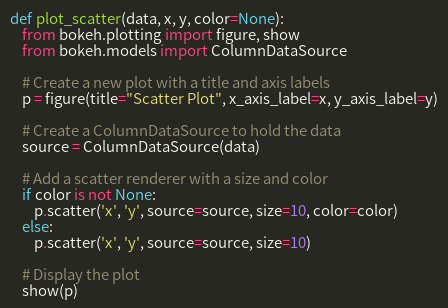 def plot_scatter(data, x, y, color=None):
from bokeh.plotting import figure, show
from bokeh.models import ColumnDataSource
# Create a new plot with a title and axis labels
p = figure(title="Scatter Plot", x_axis_label=x, y_axis_label=y)
# Create a ColumnDataSource to hold the data
source = ColumnDataSource(data)
# Add a scatter renderer with a size and color
if color is not None:
p.scatter('x', 'y', source=source, size=10, color=color)
else:
p.scatter('x', 'y', source=source, size=10)
# Display the plot
show(p)